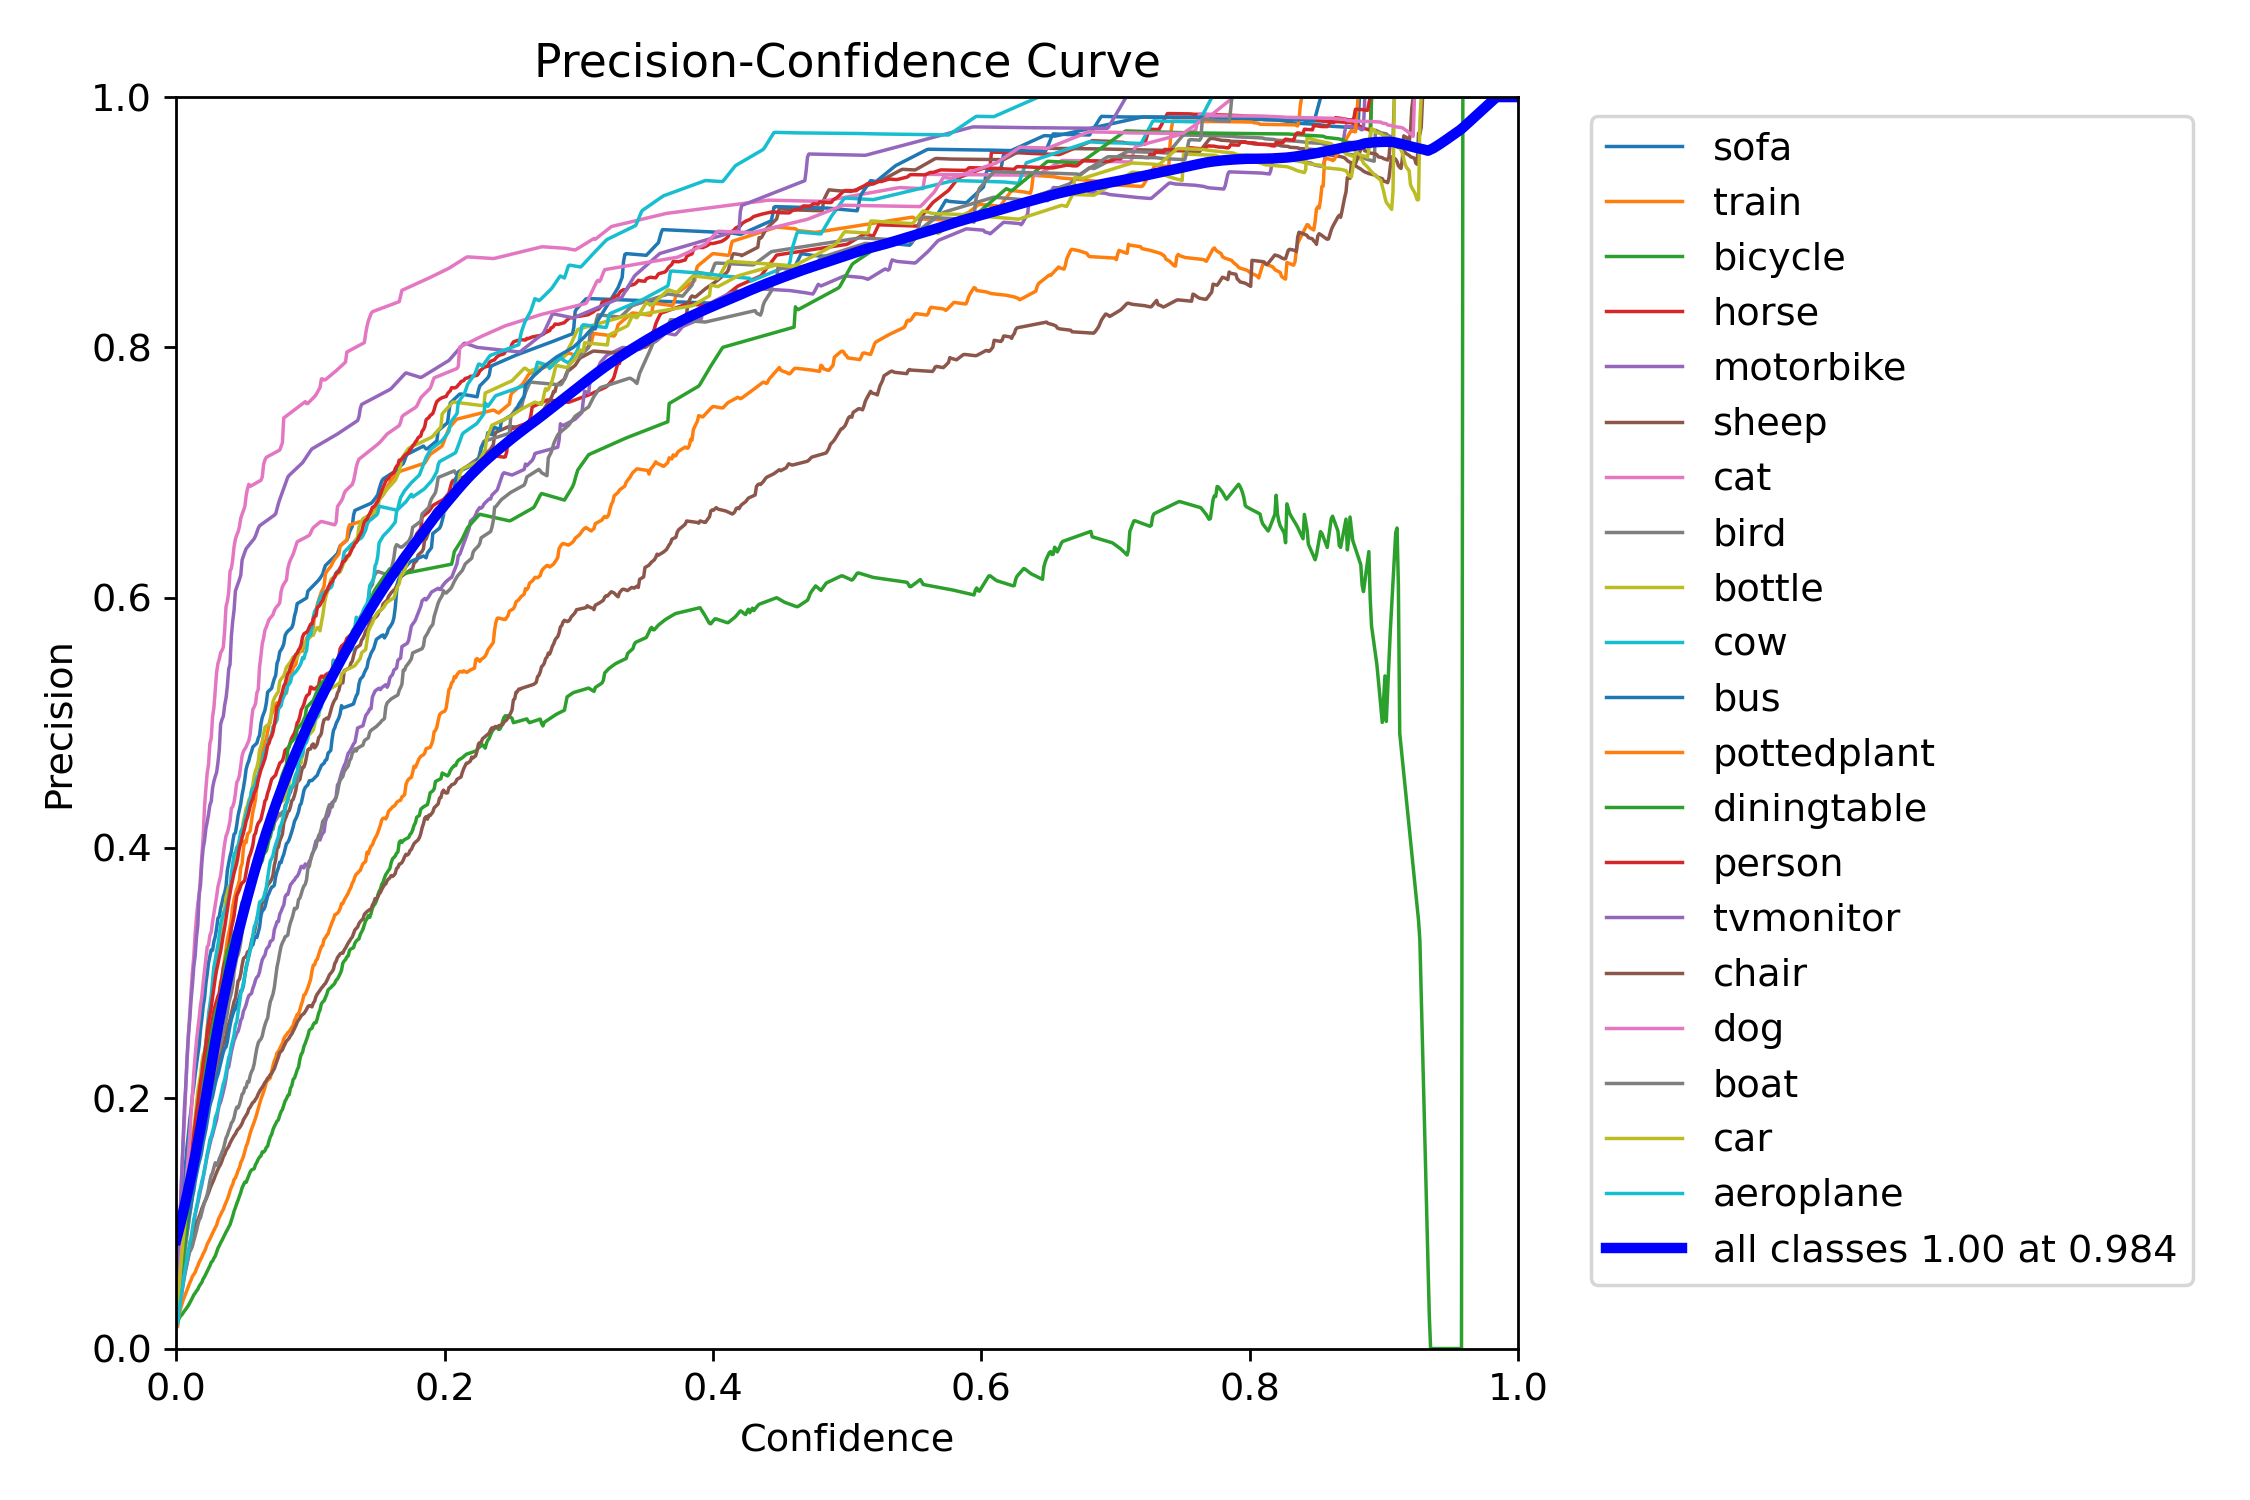 Precision-Confidence Curve
1.0
0.8
0.6
0.4
0.2
0.0
Precision
0.0 0.2 0.4 0.6 0.8 1.0
Confidence
sofa
train
bicycle
horse
motorbike
sheep
cat
bird
bottle
cow
bus
pottedplant
diningtable
person
tvmonitor
chair
dog
boat
car
aeroplane
all classes 1.00 at 0.984